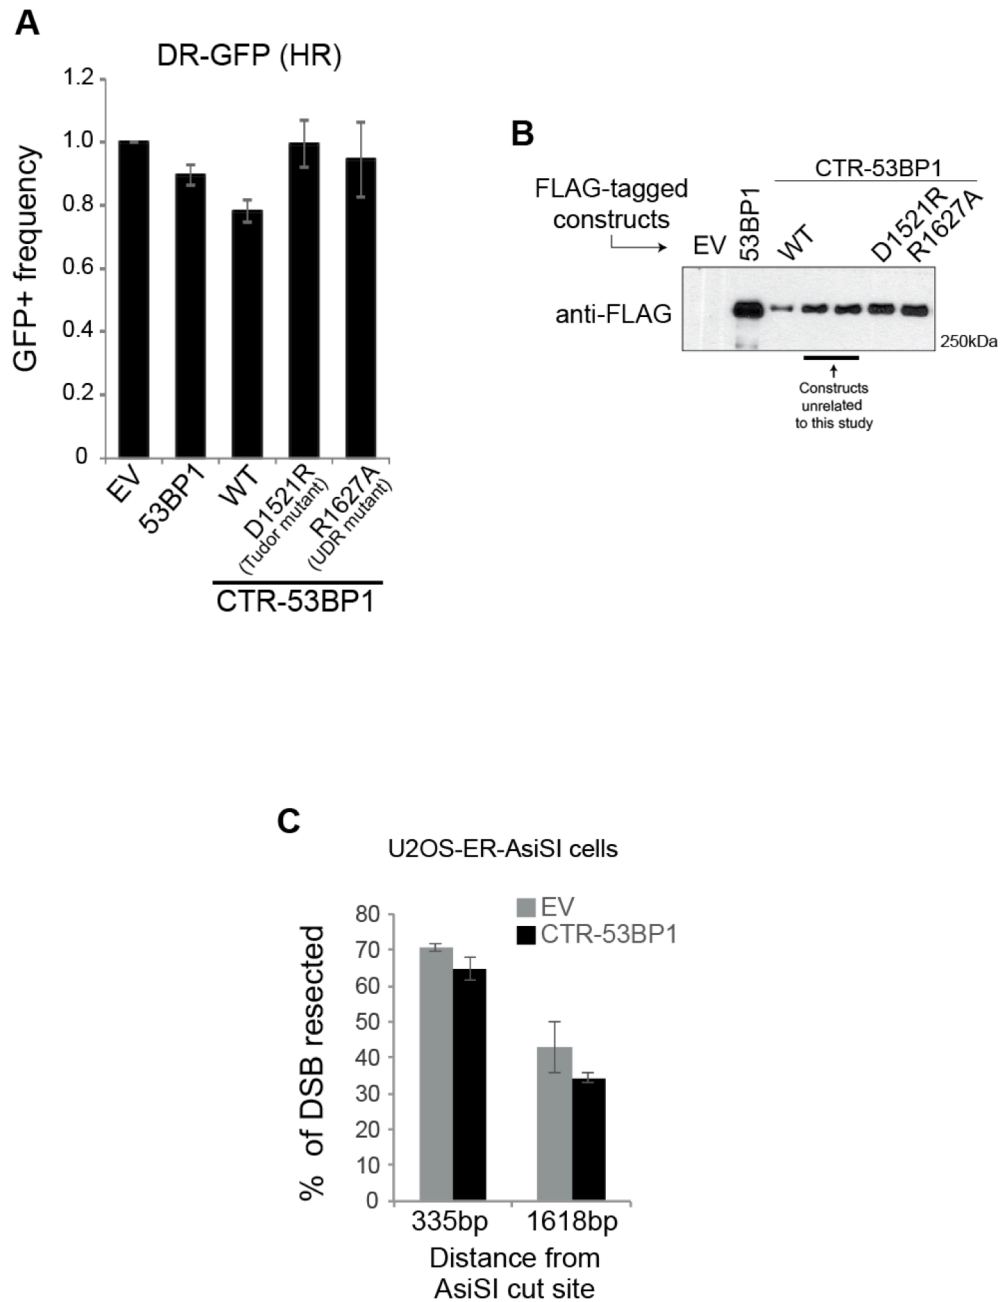 A
DR-GFP (HR)
GFP+ frequency
1.2
1.0
0.8
0.6
0.4
0.2
0
EV
53BP1
WT
D1521R
(Tudor mutant)
R1627A
(UDR mutant)
CTR-53BP1
B
FLAG-tagged
constructs
EV
53BP1
CTR-53BP1
WT
D1521R
R1627A
anti-FLAG
250kDa
Constructs
unrelated
to this study
C
U2OS-ER-AsiSI cells
EV
CTR-53BP1
% of DSB resected
80
70
60
50
40
30
20
10
0
335bp
1618bp
Distance from
AsiSI cut site